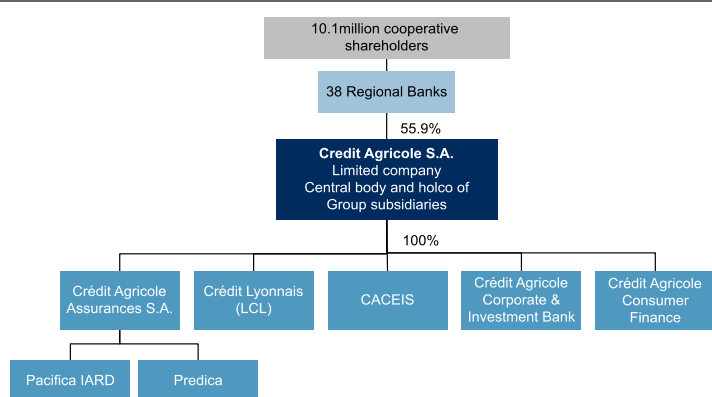 10.1million cooperative
shareholders
38 Regional Banks
55.9%
Credit Agricole S.A.
Limited company
Central body and holco of
Group subsidiaries
100%
Crédit Agricole
Assurances S.A.
Crédit Lyonnais
(LCL)
CACEIS
Crédit Agricole
Corporate &
Investment Bank
Crédit Agricole
Consumer
Finance
Pacifica IARD
Predica